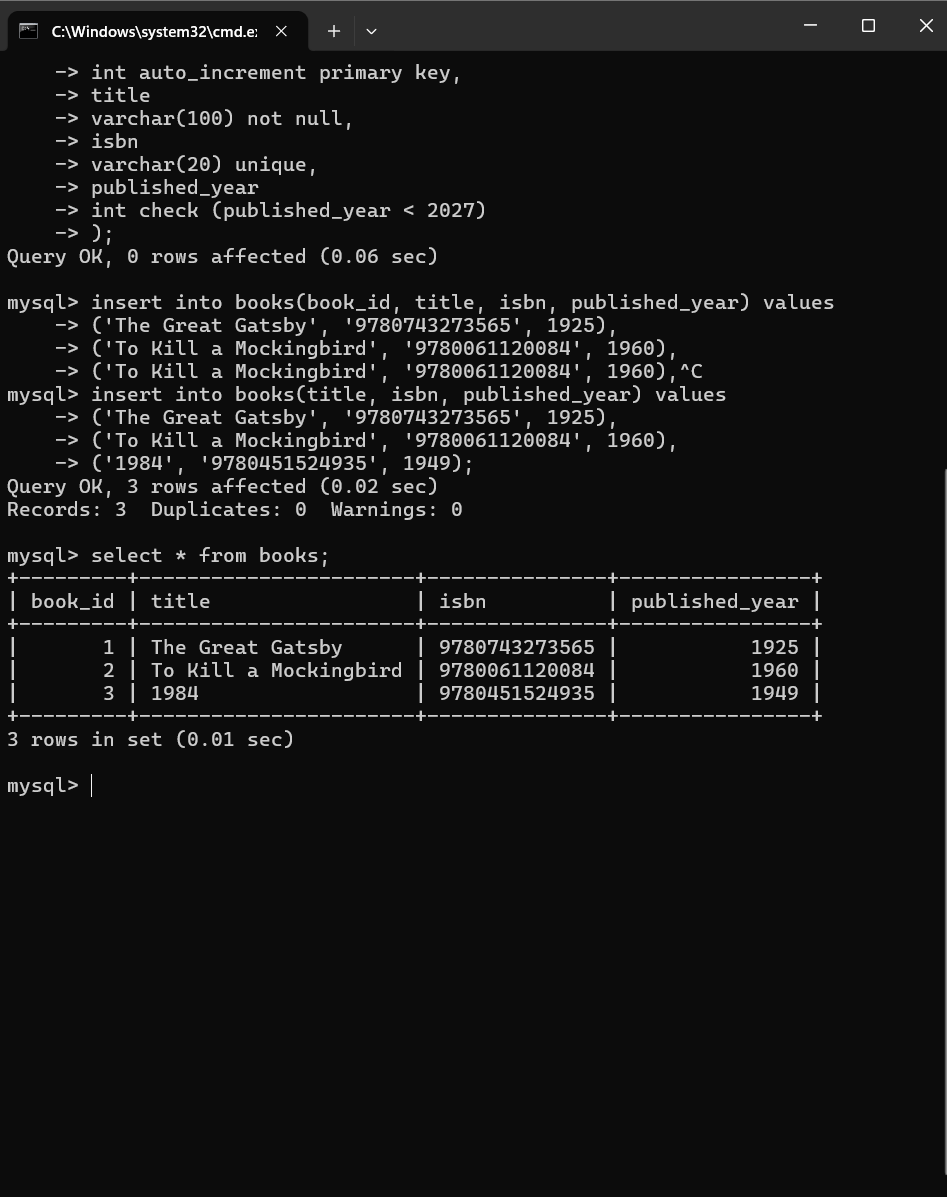 C:\Windows\system32\cmd.e:
    -> int auto_increment primary key,
    -> title
    -> varchar(100) not null,
    -> isbn
    -> varchar(20) unique,
    -> published_year
    -> int check (published_year < 2027)
    -> );
Query OK, 0 rows affected (0.06 sec)

mysql> insert into books(book_id, title, isbn, published_year) values
    -> ('The Great Gatsby', '9780743273565', 1925),
    -> ('To Kill a Mockingbird', '9780061120084', 1960),
    -> ('To Kill a Mockingbird', '9780061120084', 1960),^C
mysql> insert into books(title, isbn, published_year) values
    -> ('The Great Gatsby', '9780743273565', 1925),
    -> ('To Kill a Mockingbird', '9780061120084', 1960),
    -> ('1984', '9780451524935', 1949);
Query OK, 3 rows affected (0.02 sec)
Records: 3  Duplicates: 0  Warnings: 0

mysql> select * from books;
+---------+-----------------------+---------------+----------------+
| book_id | title                 | isbn          | published_year |
+---------+-----------------------+---------------+----------------+
|       1 | The Great Gatsby      | 9780743273565 |           1925 |
|       2 | To Kill a Mockingbird | 9780061120084 |           1960 |
|       3 | 1984                  | 9780451524935 |           1949 |
+---------+-----------------------+---------------+----------------+
3 rows in set (0.01 sec)

mysql>